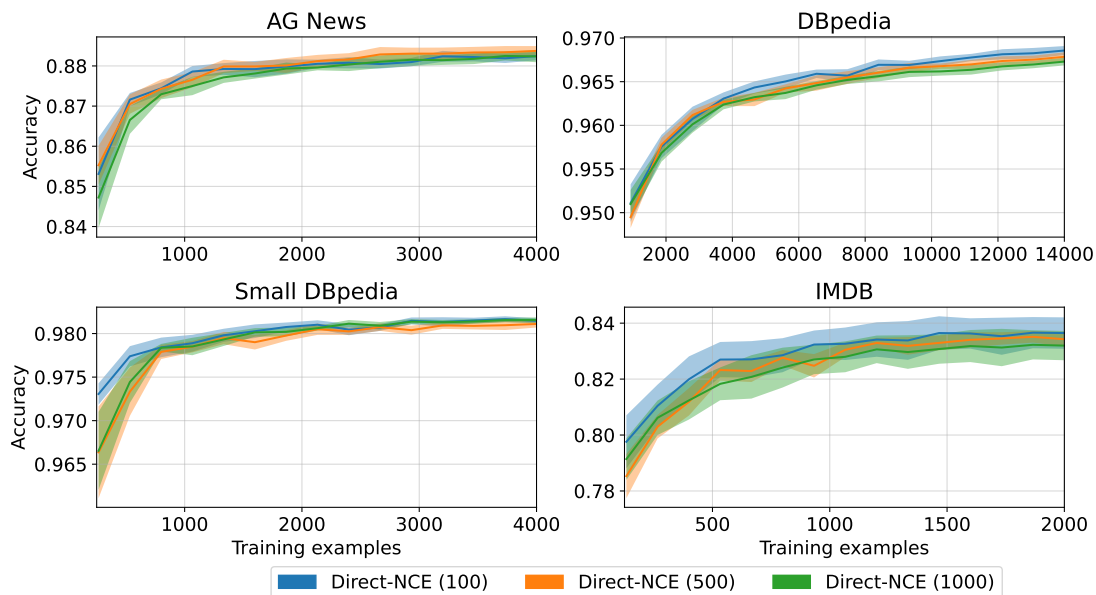 AG News
DBpedia
Accuracy
0.88
0.87
0.86
0.85
0.84
1000 2000 3000 4000
0.970
0.965
0.960
0.955
0.950
2000 4000 6000 8000 10000 12000 14000
Small DBpedia
IMDB
Accuracy
0.980
0.975
0.970
0.965
1000 2000 3000 4000
Training examples
0.84
0.82
0.80
0.78
500 1000 1500 2000
Training examples
Direct-NCE (100) Direct-NCE (500) Direct-NCE (1000)